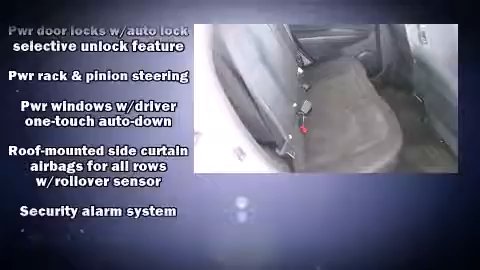 Pwr door locks w/auto lock
selective unlock feature
Pwr rack & pinion steering
Pwr windows w/driver
one-touch auto-down
Roof-mounted side curtain
airbags for all rows
w/rollover sensor
Security alarm system